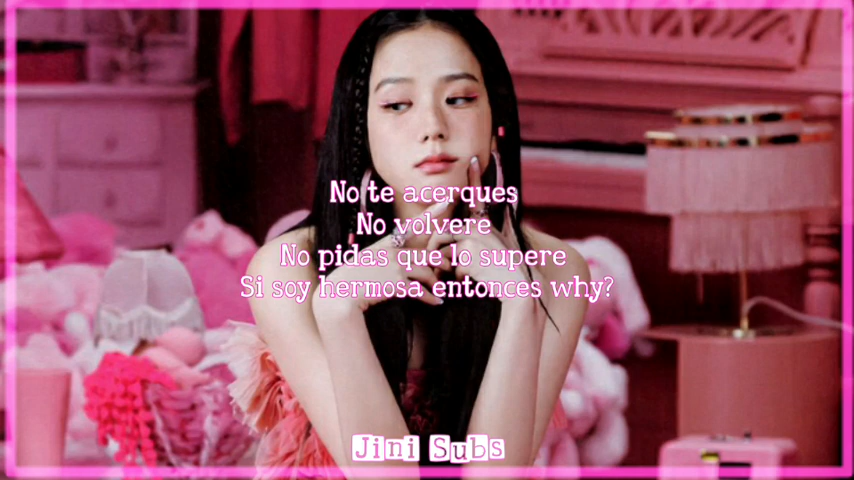 No te acerques
No volvere
No pidas que lo supere
Si soy hermosa entonces why?
Jini Subs